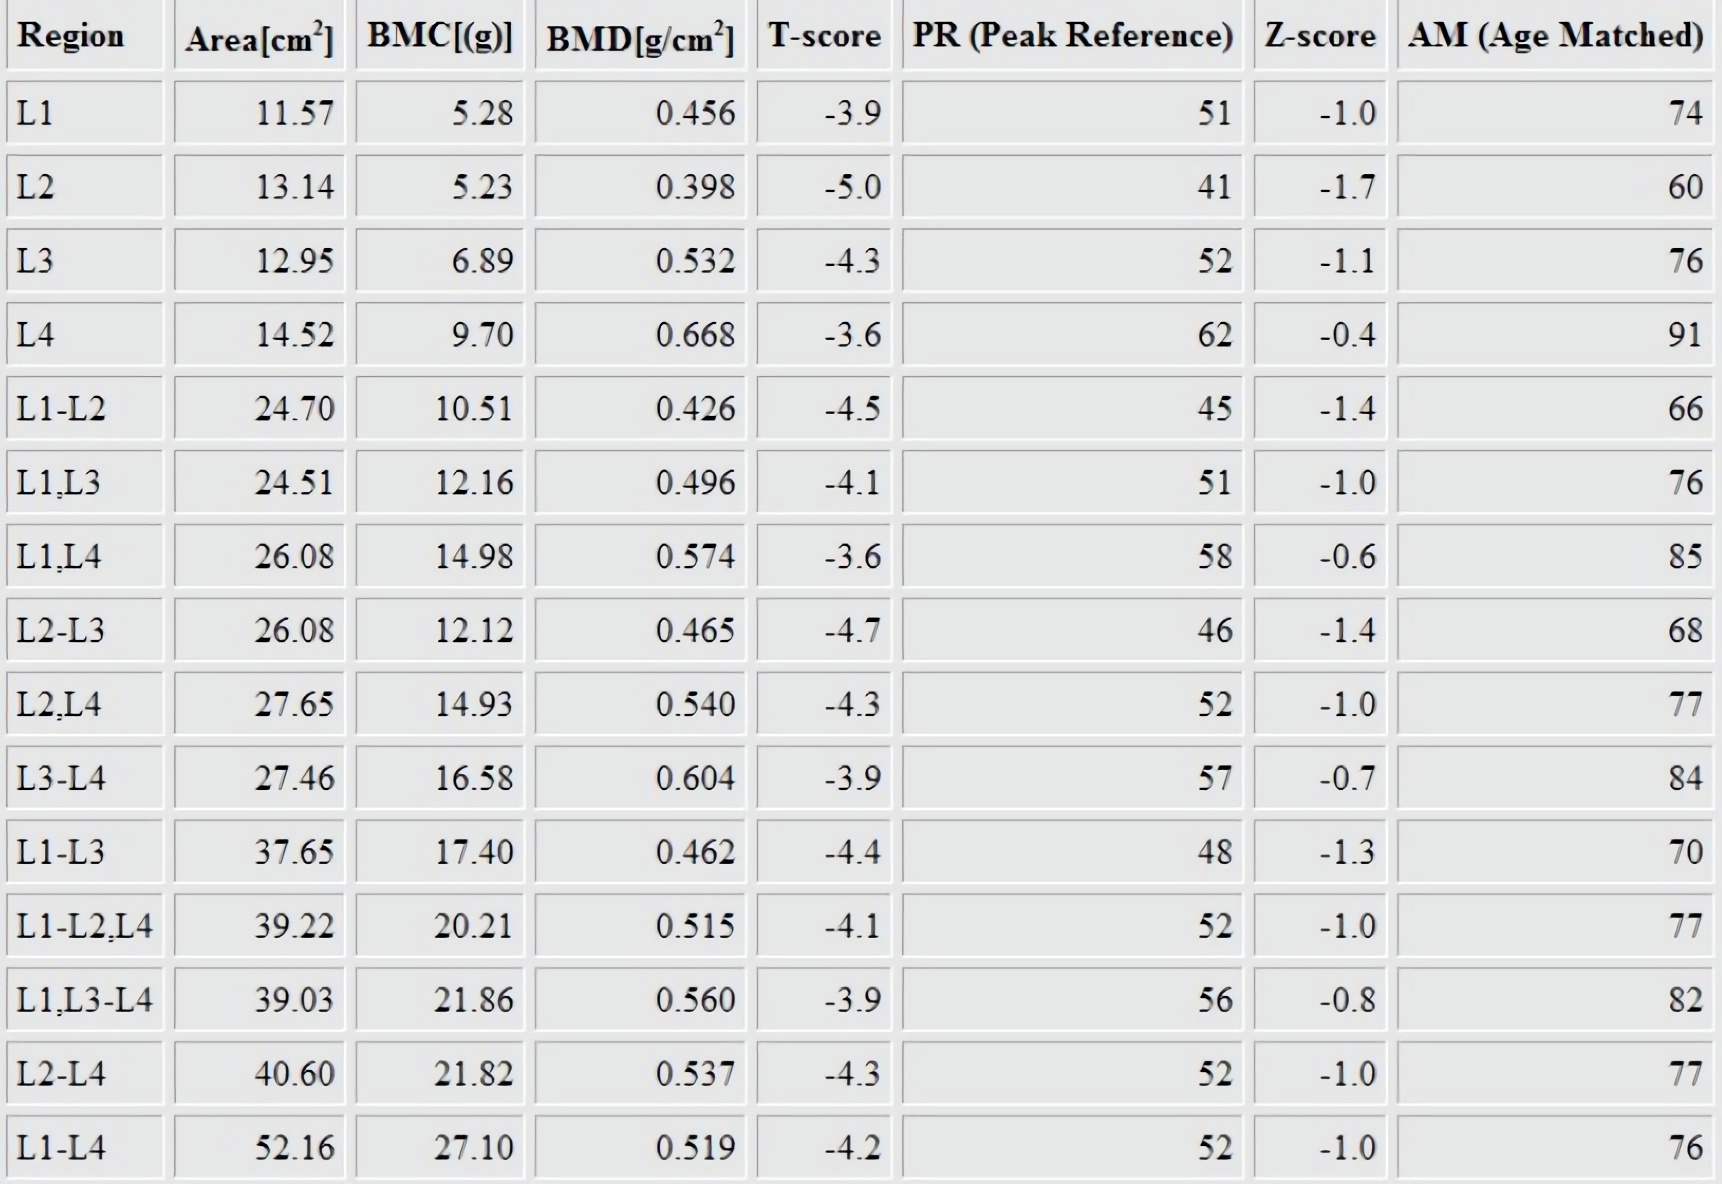 Region Area[cm²] BMC[(g)] BMD[g/cm²] T-score PR (Peak Reference) Z-score AM (Age Matched)
L1 11.57 5.28 0.456 -3.9 51 -1.0 74
L2 13.14 5.23 0.398 -5.0 41 -1.7 60
L3 12.95 6.89 0.532 -4.3 52 -1.1 76
L4 14.52 9.70 0.668 -3.6 62 -0.4 91
L1-L2 24.70 10.51 0.426 -4.5 45 -1.4 66
L1,L3 24.51 12.16 0.496 -4.1 51 -1.0 76
L1,L4 26.08 14.98 0.574 -3.6 58 -0.6 85
L2-L3 26.08 12.12 0.465 -4.7 46 -1.4 68
L2,L4 27.65 14.93 0.540 -4.3 52 -1.0 77
L3-L4 27.46 16.58 0.604 -3.9 57 -0.7 84
L1-L3 37.65 17.40 0.462 -4.4 48 -1.3 70
L1-L2,L4 39.22 20.21 0.515 -4.1 52 -1.0 77
L1,L3-L4 39.03 21.86 0.560 -3.9 56 -0.8 82
L2-L4 40.60 21.82 0.537 -4.3 52 -1.0 77
L1-L4 52.16 27.10 0.519 -4.2 52 -1.0 76